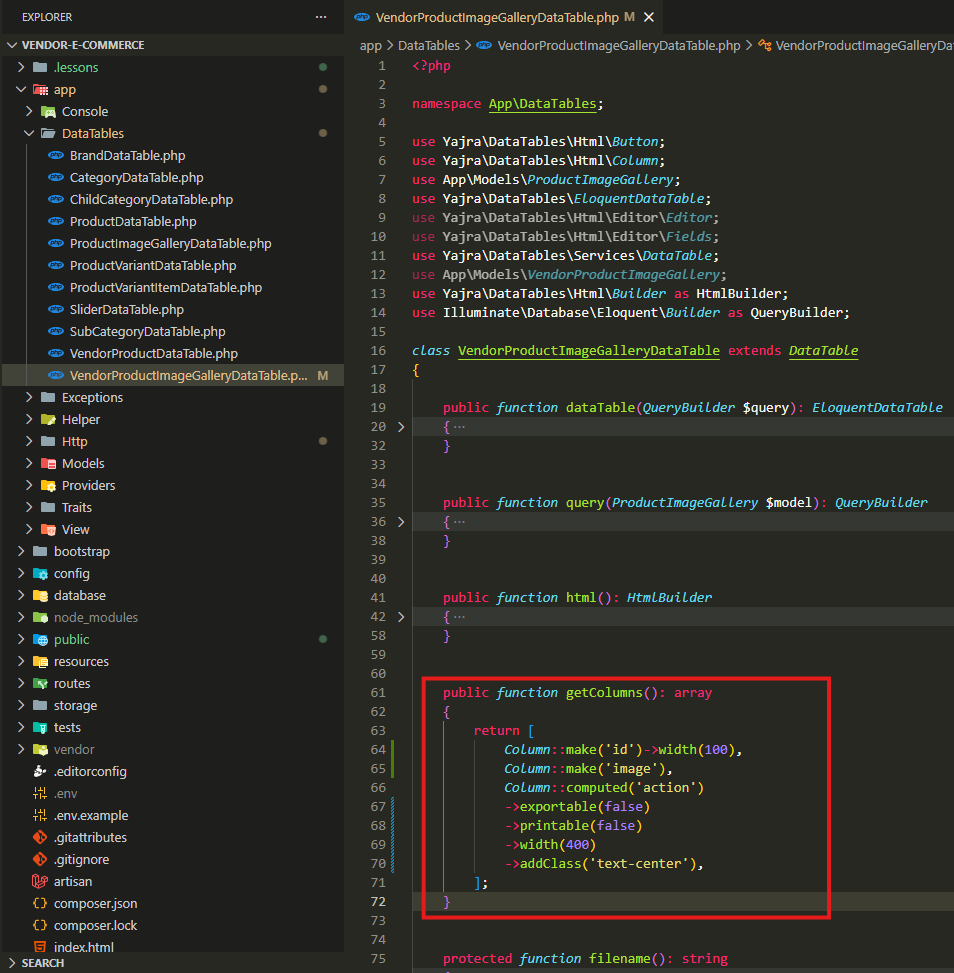 EXPLORER
VENDOR-E-COMMERCE
.lessons
app
Console
DataTables
BrandDataTable.php
CategoryDataTable.php
ChildCategoryDataTable.php
ProductDataTable.php
ProductImageGalleryDataTable.php
ProductVariantDataTable.php
ProductVariantItemDataTable.php
SliderDataTable.php
SubCategoryDataTable.php
VendorProductDataTable.php
VendorProductImageGalleryDataTable.p... M
Exceptions
Helper
Http
Models
Providers
Traits
View
bootstrap
config
database
node_modules
public
resources
routes
storage
tests
vendor
.editorconfig
.env
.env.example
.gitattributes
.gitignore
artisan
composer.json
composer.lock
index.html
SEARCH
VendorProductImageGalleryDataTable.php M
app > DataTables > VendorProductImageGalleryDataTable.php > VendorProductImageGalleryDa
1 <?php
2
3 namespace App\DataTables;
4
5 use Yajra\DataTables\Html\Button;
6 use Yajra\DataTables\Html\Column;
7 use App\Models\ProductImageGallery;
8 use Yajra\DataTables\EloquentDataTable;
9 use Yajra\DataTables\Html\Editor\Editor;
10 use Yajra\DataTables\Html\Editor\Fields;
11 use Yajra\DataTables\Services\DataTable;
12 use App\Models\VendorProductImageGallery;
13 use Yajra\DataTables\Html\Builder as HtmlBuilder;
14 use Illuminate\Database\Eloquent\Builder as QueryBuilder;
15
16 class VendorProductImageGalleryDataTable extends DataTable
17 {
18
19 public function dataTable(QueryBuilder $query): EloquentDataTable
20 { ...
32 }
33
34
35 public function query(ProductImageGallery $model): QueryBuilder
36 { ...
38 }
39
40
41 public function html(): HtmlBuilder
42 { ...
58 }
59
60
61 public function getColumns(): array
62 {
63 return [
64 Column::make('id')->width(100),
65 Column::make('image'),
66 Column::computed('action')
67 ->exportable(false)
68 ->printable(false)
69 ->width(400)
70 ->addClass('text-center'),
71 ];
72 }
73
74
75 protected function filename(): string